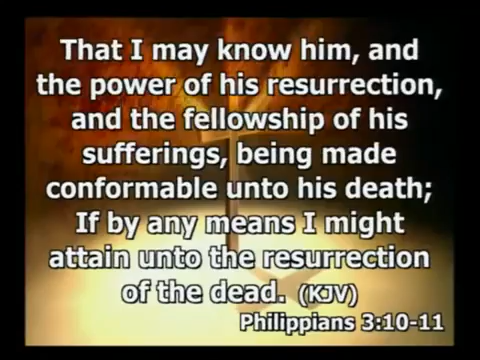 That I may know him, and
the power of his resurrection,
and the fellowship of his
sufferings, being made
conformable unto his death;
If by any means I might
attain unto the resurrection
of the dead. (KJV)
Philippians 3:10-11